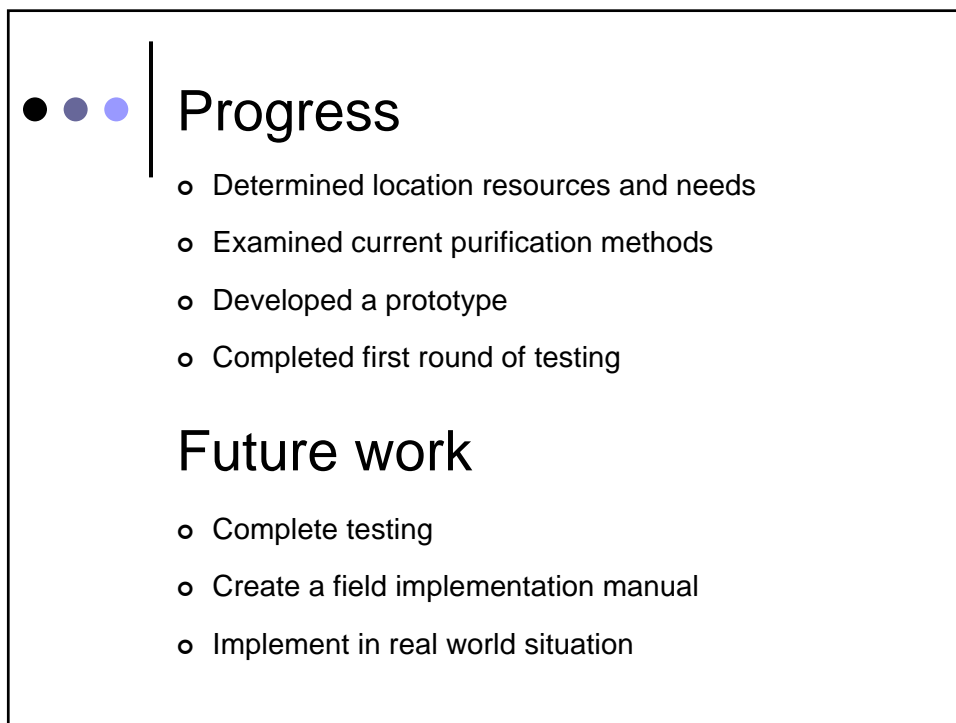 Progress
Determined location resources and needs
Examined current purification methods
Developed a prototype
Completed first round of testing
Future work
Complete testing
Create a field implementation manual
Implement in real world situation